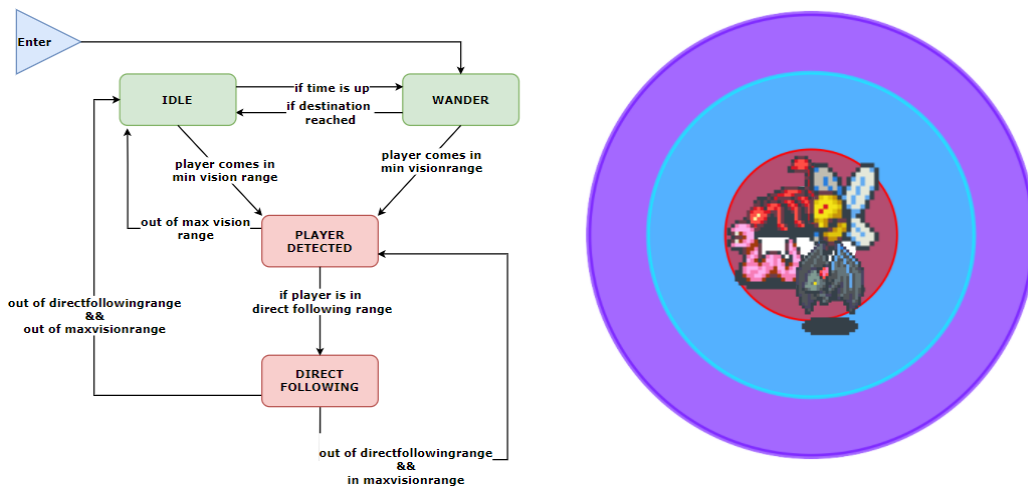 Enter
IDLE
if time is up
if destination
reached
WANDER
player comes in
min vision range
player comes in
min visionrange
out of max vision
range
PLAYER
DETECTED
out of directfollowingrange
&&
out of maxvisionrange
if player is in
direct following range
DIRECT
FOLLOWING
out of directfollowingrange
&&
in maxvisionrange